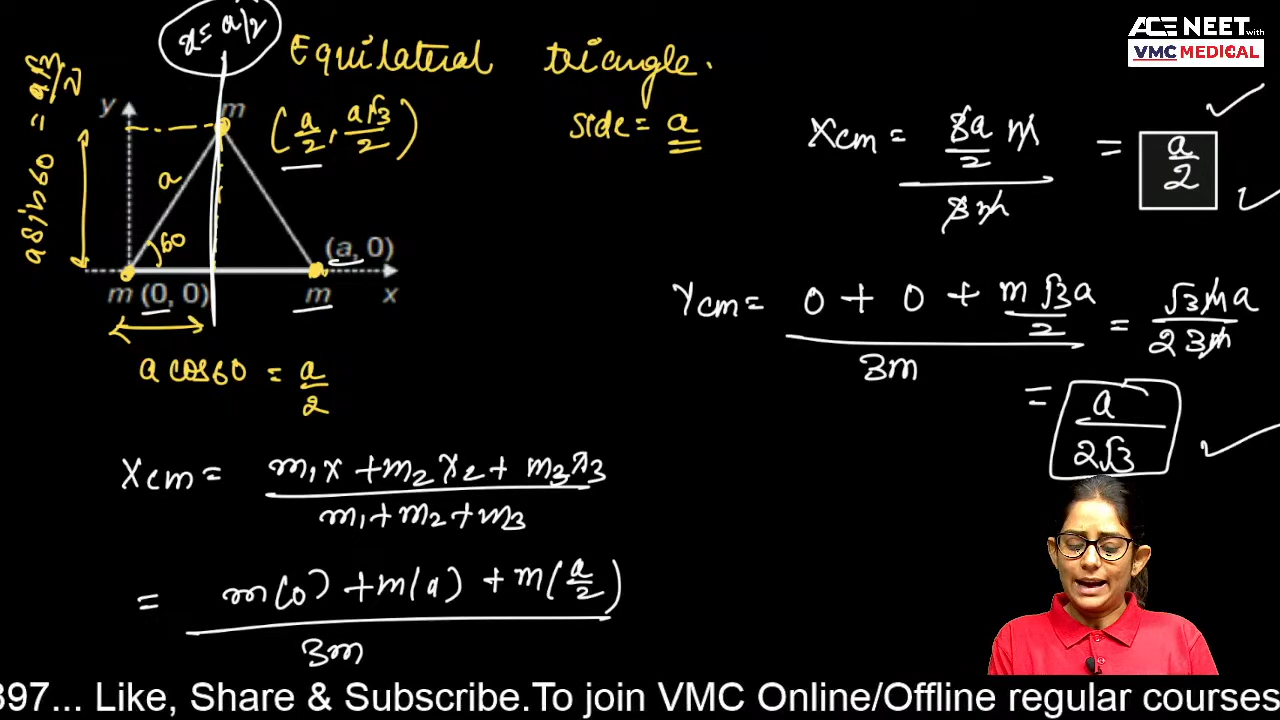 ACE NEET with
VMC MEDICAL
x = a/2
Equilateral triangle.
side = a
a sin60 = a√3/2
y
m
(a/2, a√3/2)
a
60
(a, 0)
m (0, 0)
m
x
a cos60 = a/2
Xcm = m1x + m2x2 + m3x3 / m1+m2+m3
= m(0) + m(a) + m(a/2) / 3m
Xcm = 3a/2 m / 3m = a/2
Ycm = 0 + 0 + m√3a/2 / 3m = √3ma / 2 3m
= a / 2√3
397... Like, Share & Subscribe.To join VMC Online/Offline regular courses